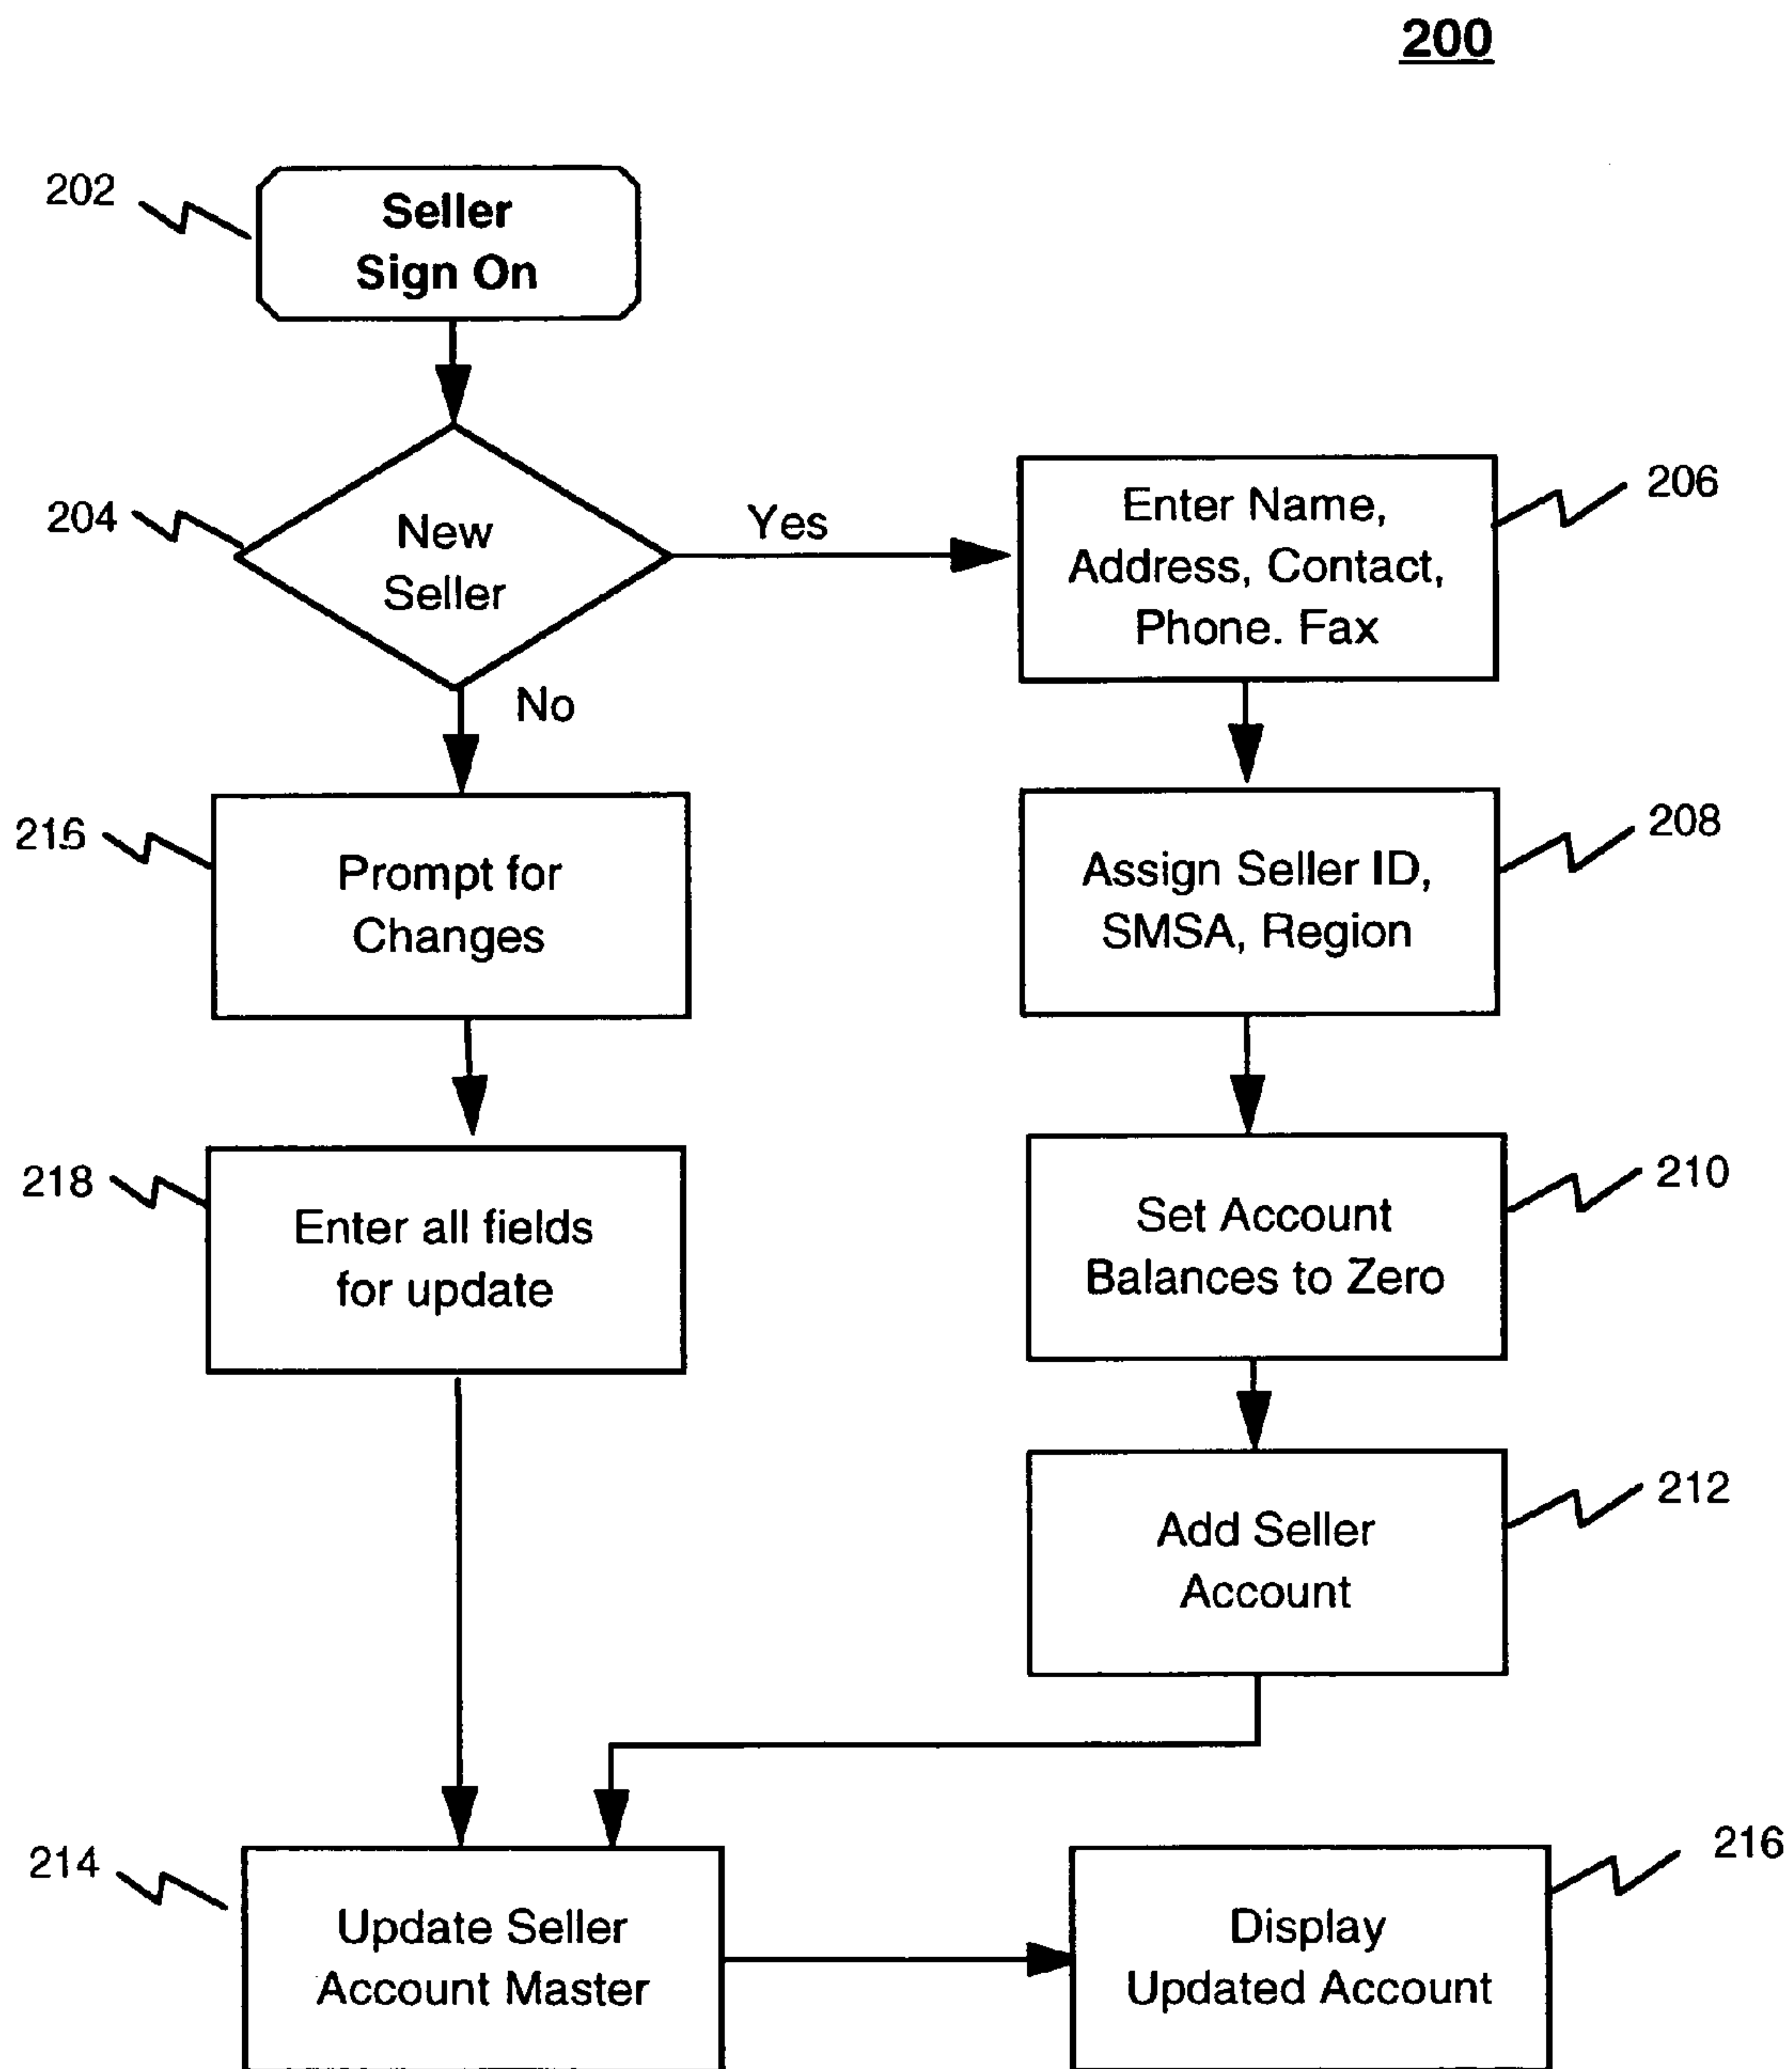 200
202
Seller
Sign On
204
New
Seller
Yes
No
206
Enter Name,
Address, Contact,
Phone. Fax
216
Prompt for
Changes
208
Assign Seller ID,
SMSA, Region
218
Enter all fields
for update
210
Set Account
Balances to Zero
212
Add Seller
Account
214
Update Seller
Account Master
216
Display
Updated Account